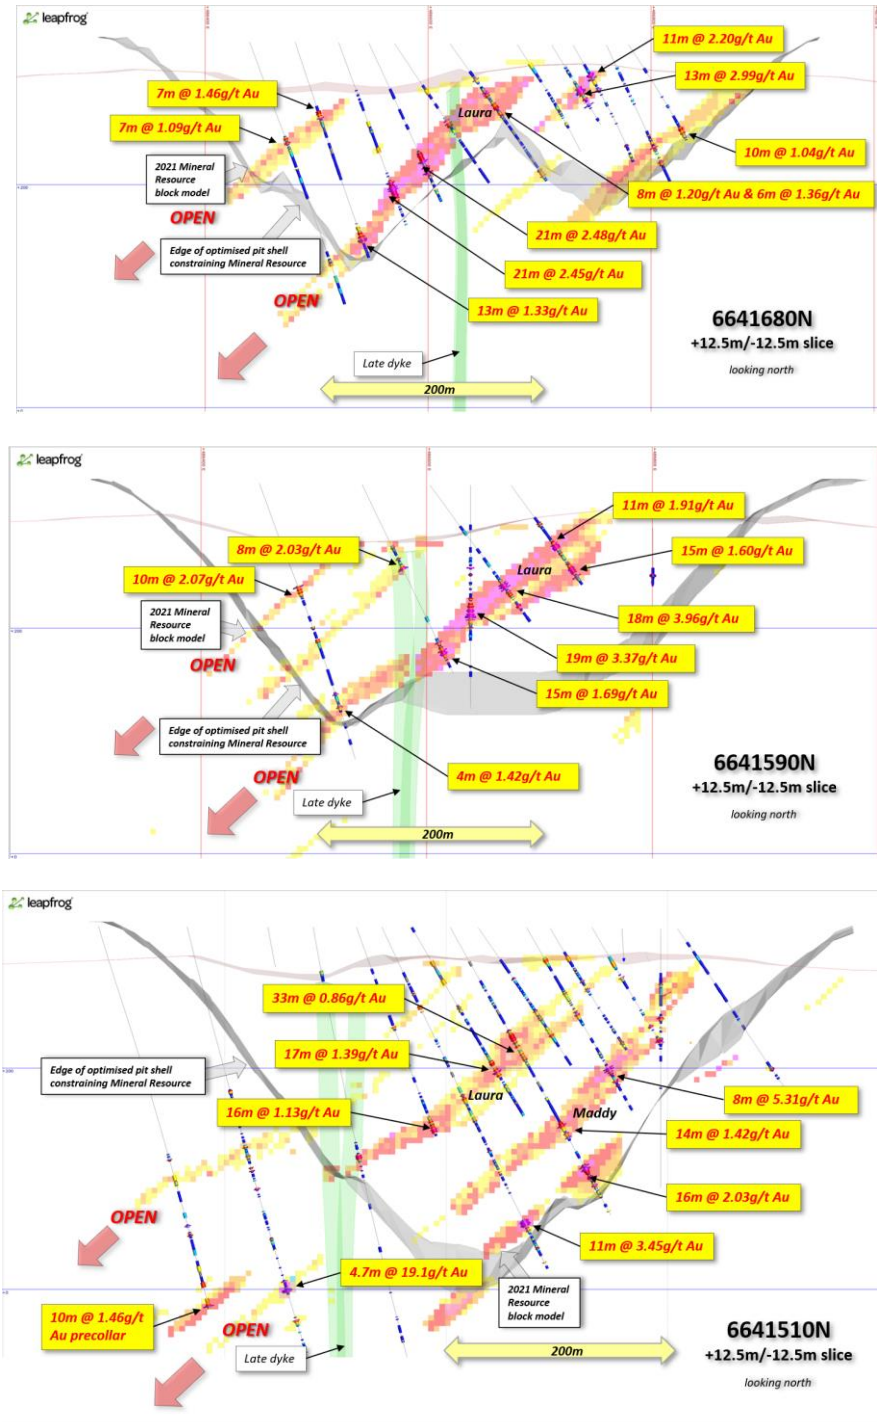 leapfrog
11m @ 2.20g/t Au
13m @ 2.99g/t Au
7m @ 1.46g/t Au
Laura
7m @ 1.09g/t Au
10m @ 1.04g/t Au
2021 Mineral
Resource
block model
8m @ 1.20g/t Au & 6m @ 1.36g/t Au
OPEN
21m @ 2.48g/t Au
Edge of optimised pit shell
constraining Mineral Resource
21m @ 2.45g/t Au
OPEN
13m @ 1.33g/t Au
6641680N
+12.5m/-12.5m slice
looking north
Late dyke
200m
leapfrog
11m @ 1.91g/t Au
8m @ 2.03g/t Au
15m @ 1.60g/t Au
10m @ 2.07g/t Au
Laura
2021 Mineral
Resource
block model
18m @ 3.96g/t Au
OPEN
19m @ 3.37g/t Au
15m @ 1.69g/t Au
Edge of optimised pit shell
constraining Mineral Resource
OPEN
4m @ 1.42g/t Au
6641590N
+12.5m/-12.5m slice
looking north
Late dyke
200m
leapfrog
33m @ 0.86g/t Au
17m @ 1.39g/t Au
Edge of optimised pit shell
constraining Mineral Resource
Laura
8m @ 5.31g/t Au
16m @ 1.13g/t Au
Maddy
14m @ 1.42g/t Au
16m @ 2.03g/t Au
OPEN
11m @ 3.45g/t Au
4.7m @ 19.1g/t Au
2021 Mineral
Resource
block model
10m @ 1.46g/t
Au precollar
OPEN
6641510N
+12.5m/-12.5m slice
looking north
Late dyke
200m